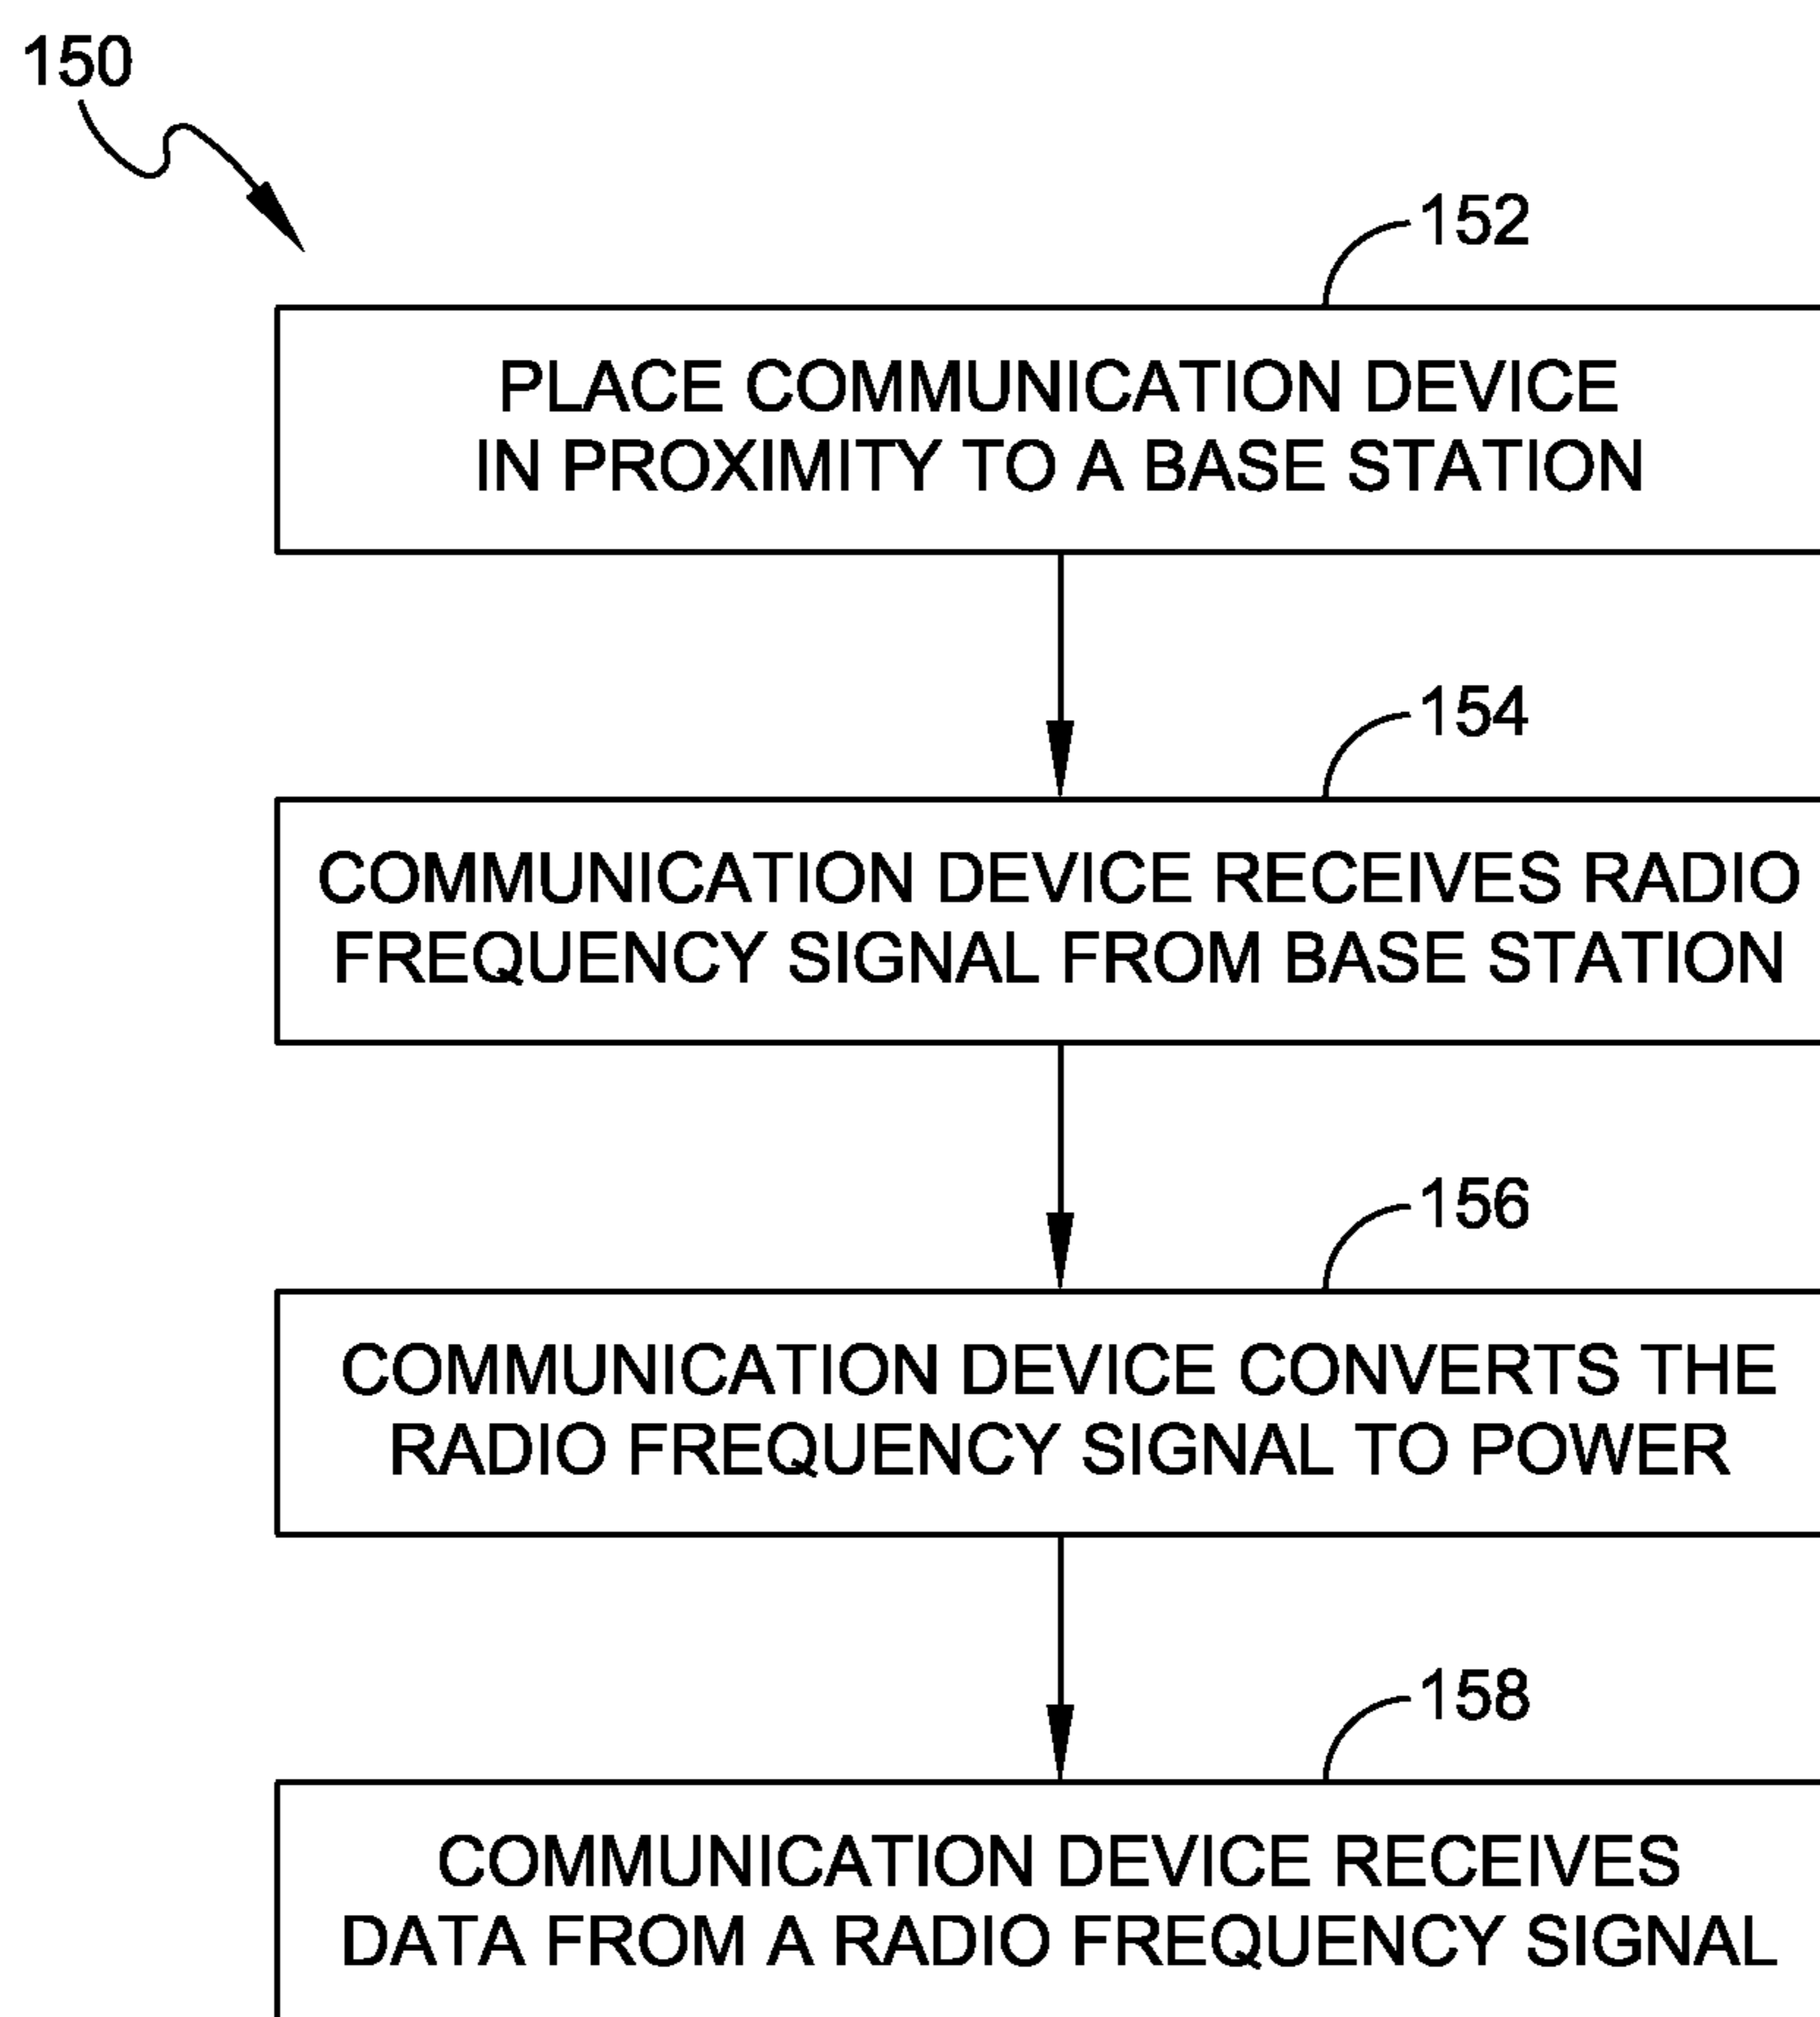 150
152
PLACE COMMUNICATION DEVICE
IN PROXIMITY TO A BASE STATION
154
COMMUNICATION DEVICE RECEIVES RADIO
FREQUENCY SIGNAL FROM BASE STATION
156
COMMUNICATION DEVICE CONVERTS THE
RADIO FREQUENCY SIGNAL TO POWER
158
COMMUNICATION DEVICE RECEIVES
DATA FROM A RADIO FREQUENCY SIGNAL